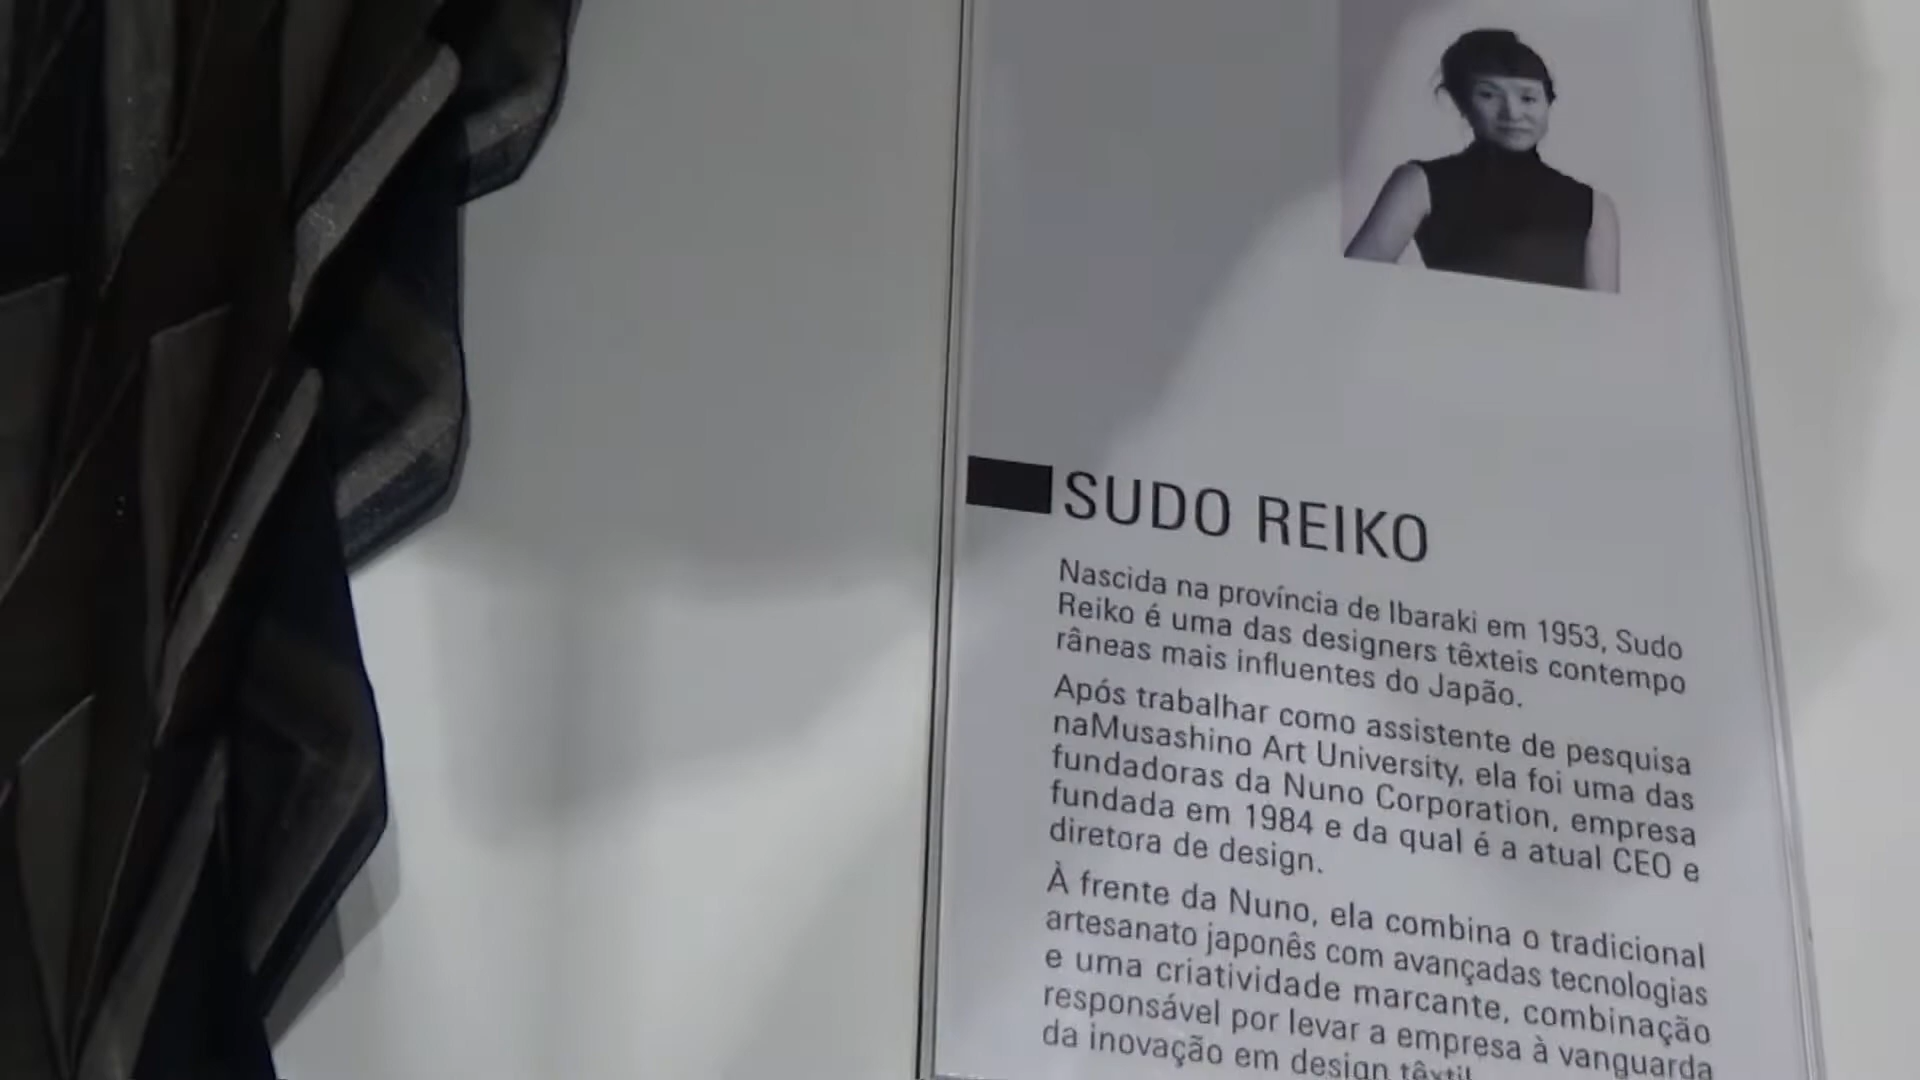 SUDO REIKO
Nascida na província de Ibaraki em 1953, Sudo
Reiko é uma das designers têxteis contempo
râneas mais influentes do Japão.
Após trabalhar como assistente de pesquisa
naMusashino Art University, ela foi uma das
fundadoras da Nuno Corporation, empresa
fundada em 1984 e da qual é a atual CEO e
diretora de design.
À frente da Nuno, ela combina o tradicional
artesanato japonês com avançadas tecnologias
e uma criatividade marcante, combinação
responsável por levar a empresa à vanguarda
da inovação em design têxtil